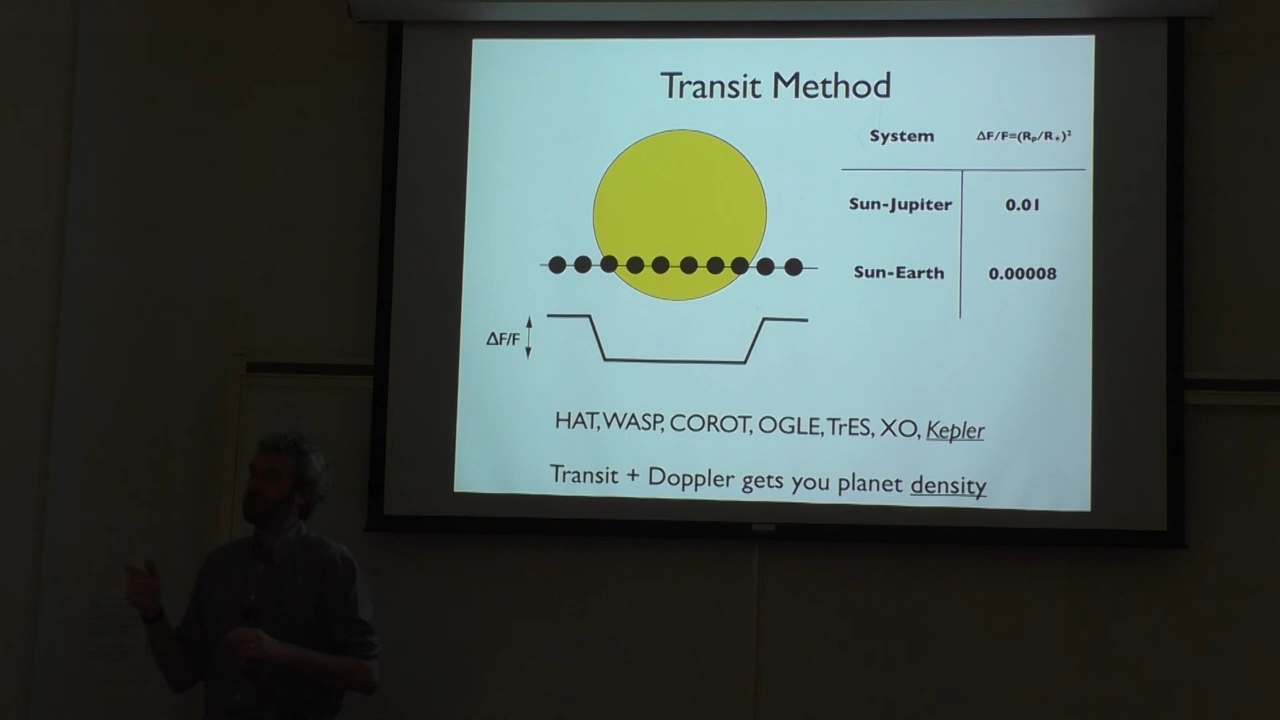 Transit Method
System ΔF/F=(Rₚ/R⋆)²
Sun-Jupiter 0.01
Sun-Earth 0.00008
ΔF/F
HAT, WASP, COROT, OGLE, TrES, XO, Kepler
Transit + Doppler gets you planet density